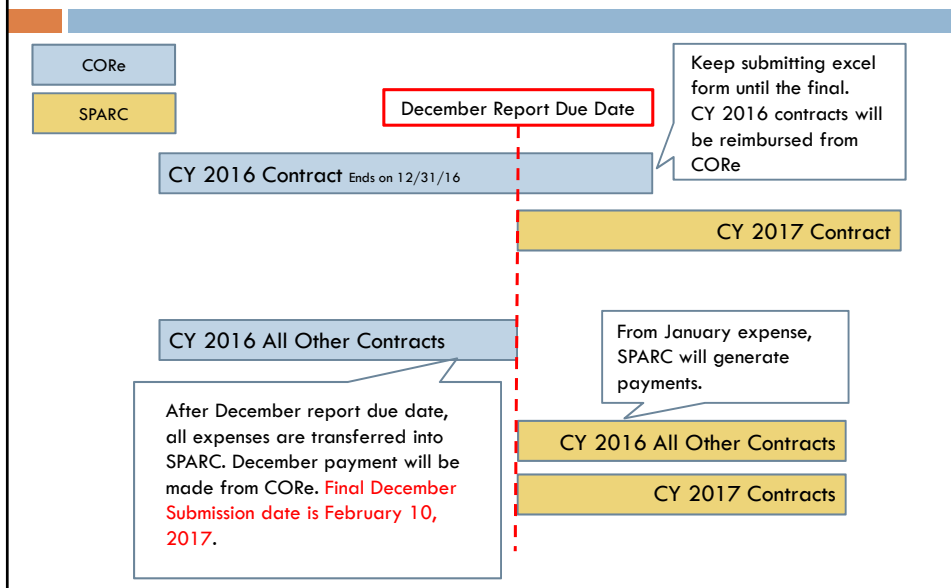 CORe
SPARC
December Report Due Date
Keep submitting excel
form until the final.
CY 2016 contracts will
be reimbursed from
CORe
CY 2016 Contract Ends on 12/31/16
CY 2017 Contract
CY 2016 All Other Contracts
From January expense,
SPARC will generate
payments.
After December report due date,
all expenses are transferred into
SPARC. December payment will be
made from CORe. Final December
Submission date is February 10,
2017.
CY 2016 All Other Contracts
CY 2017 Contracts